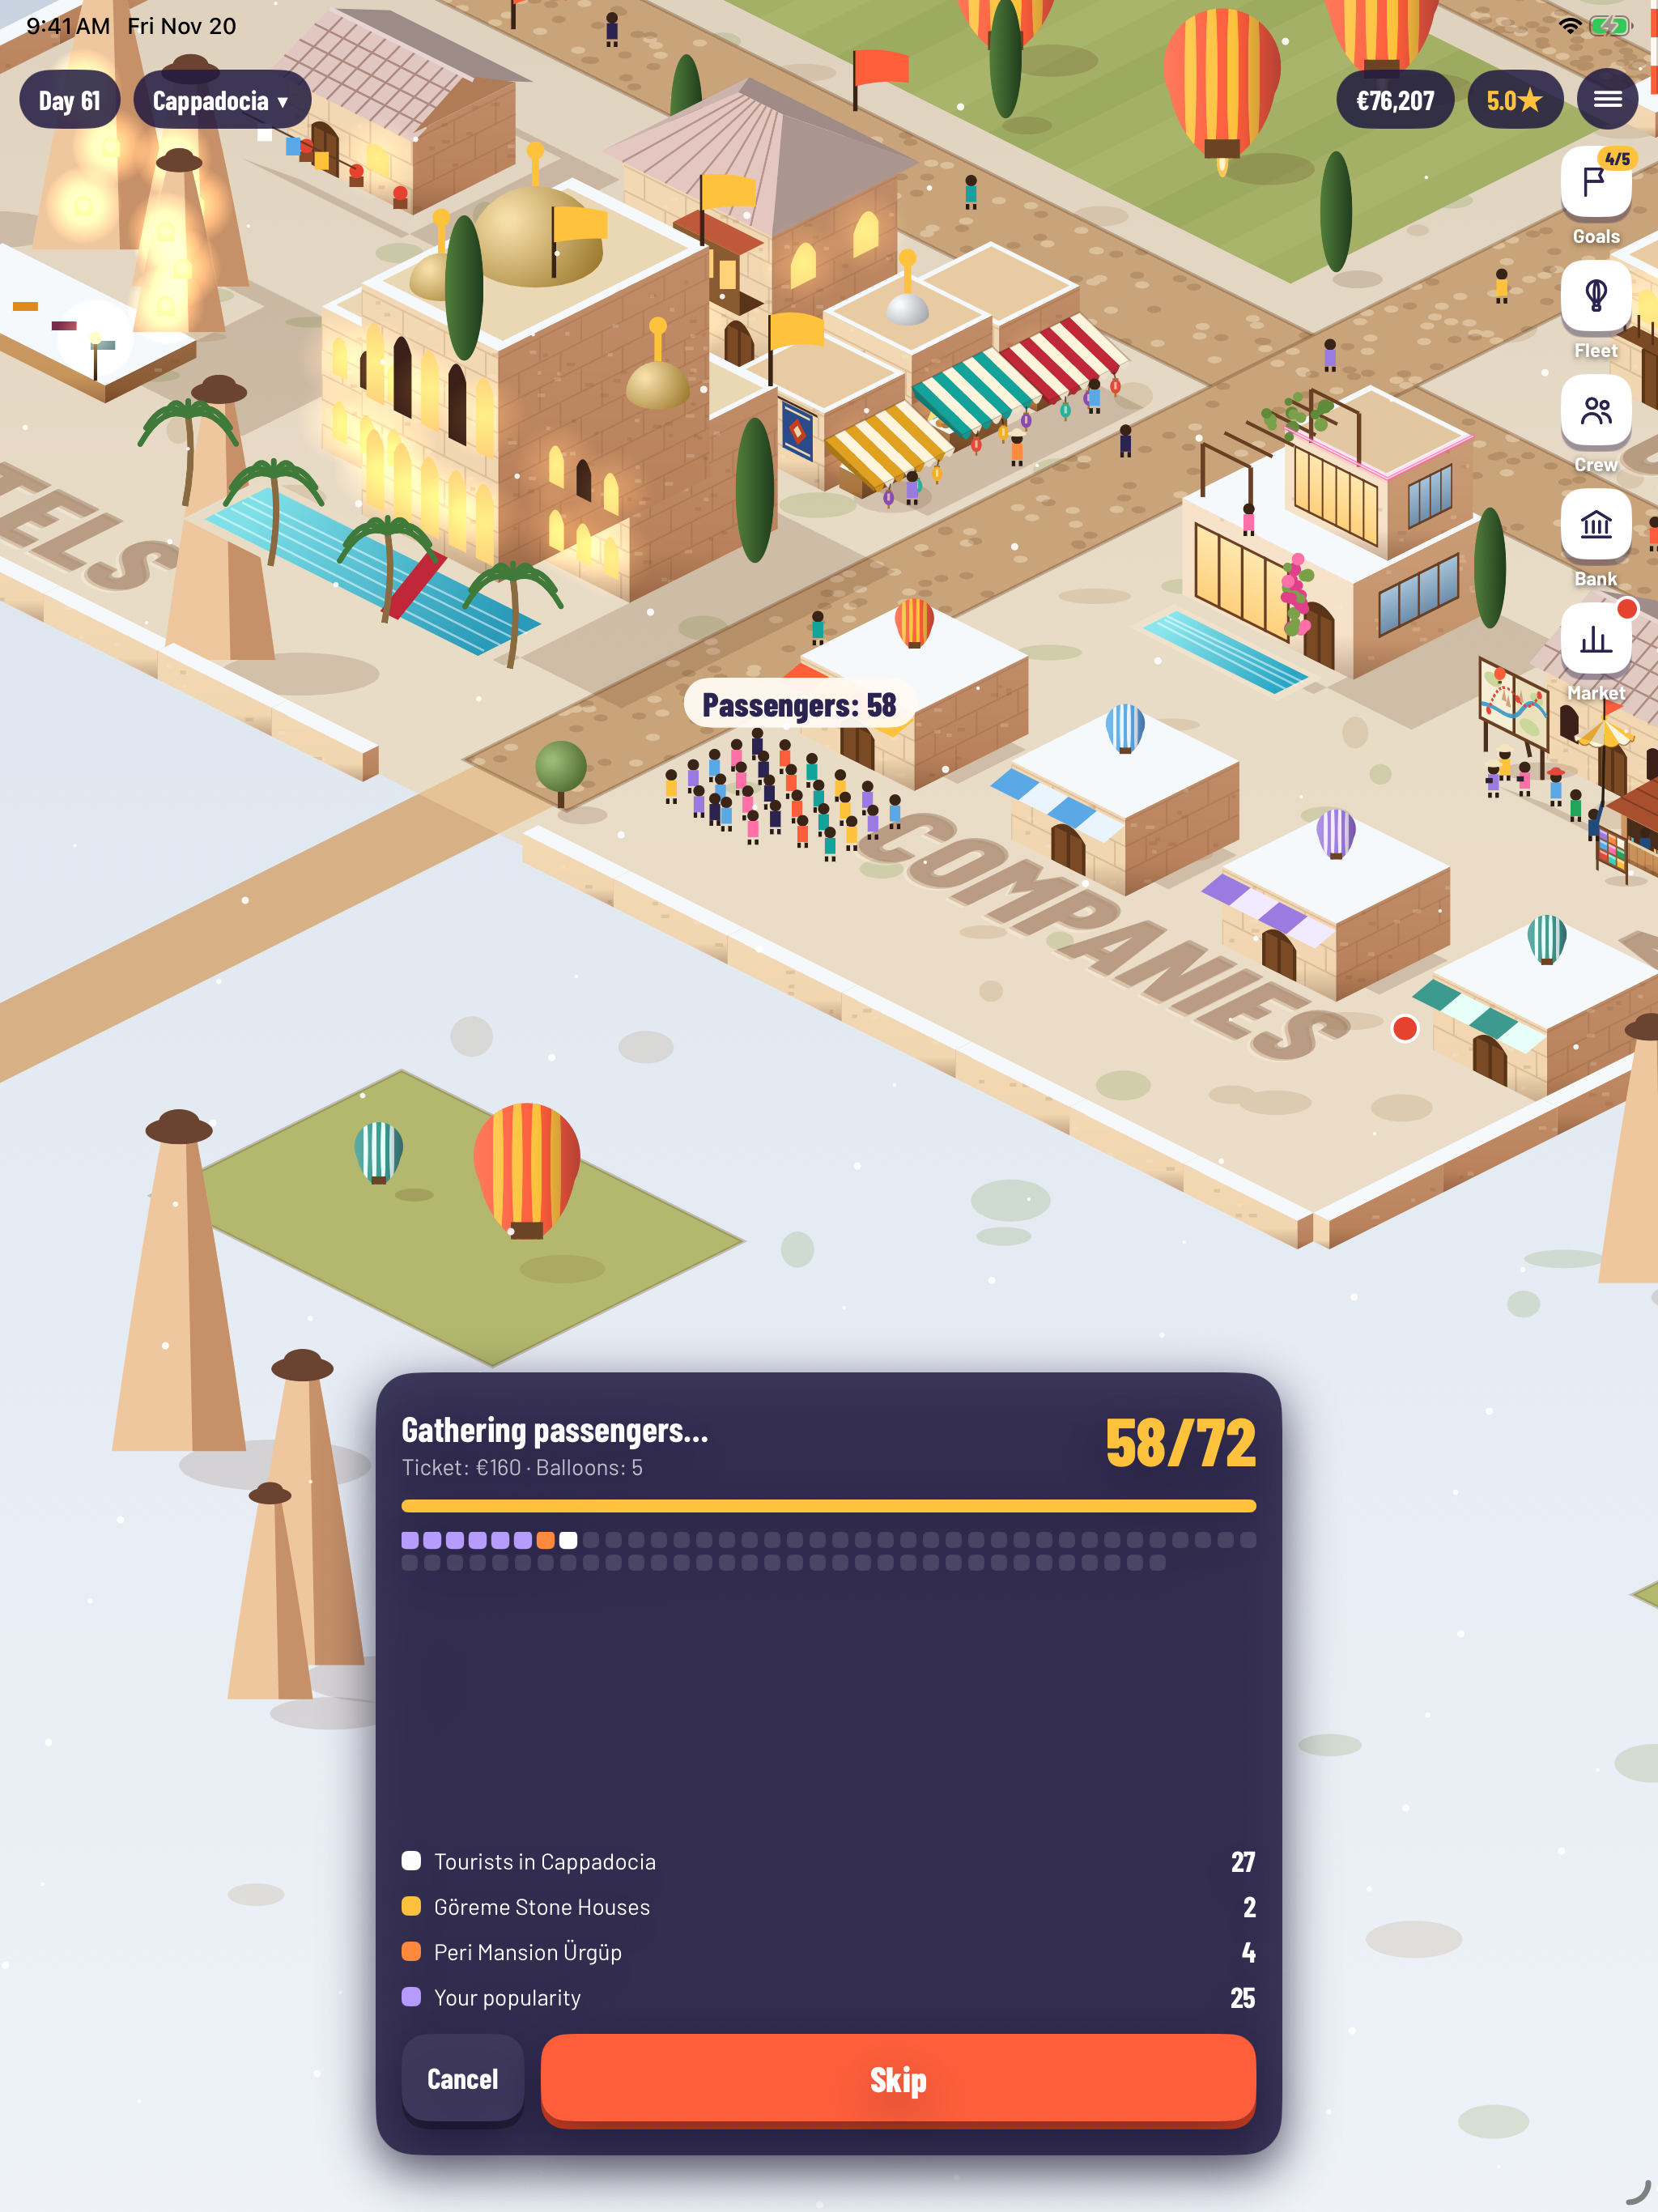 9:41 AM Fri Nov 20
Day 61
Cappadocia ▾
€76,207
5.0★
4/5
Goals
Fleet
Crew
Bank
Market
ELS
Passengers: 58
COMPANIES
Gathering passengers...
58/72
Ticket: €160 · Balloons: 5
Tourists in Cappadocia 27
Göreme Stone Houses 2
Peri Mansion Ürgüp 4
Your popularity 25
Cancel
Skip